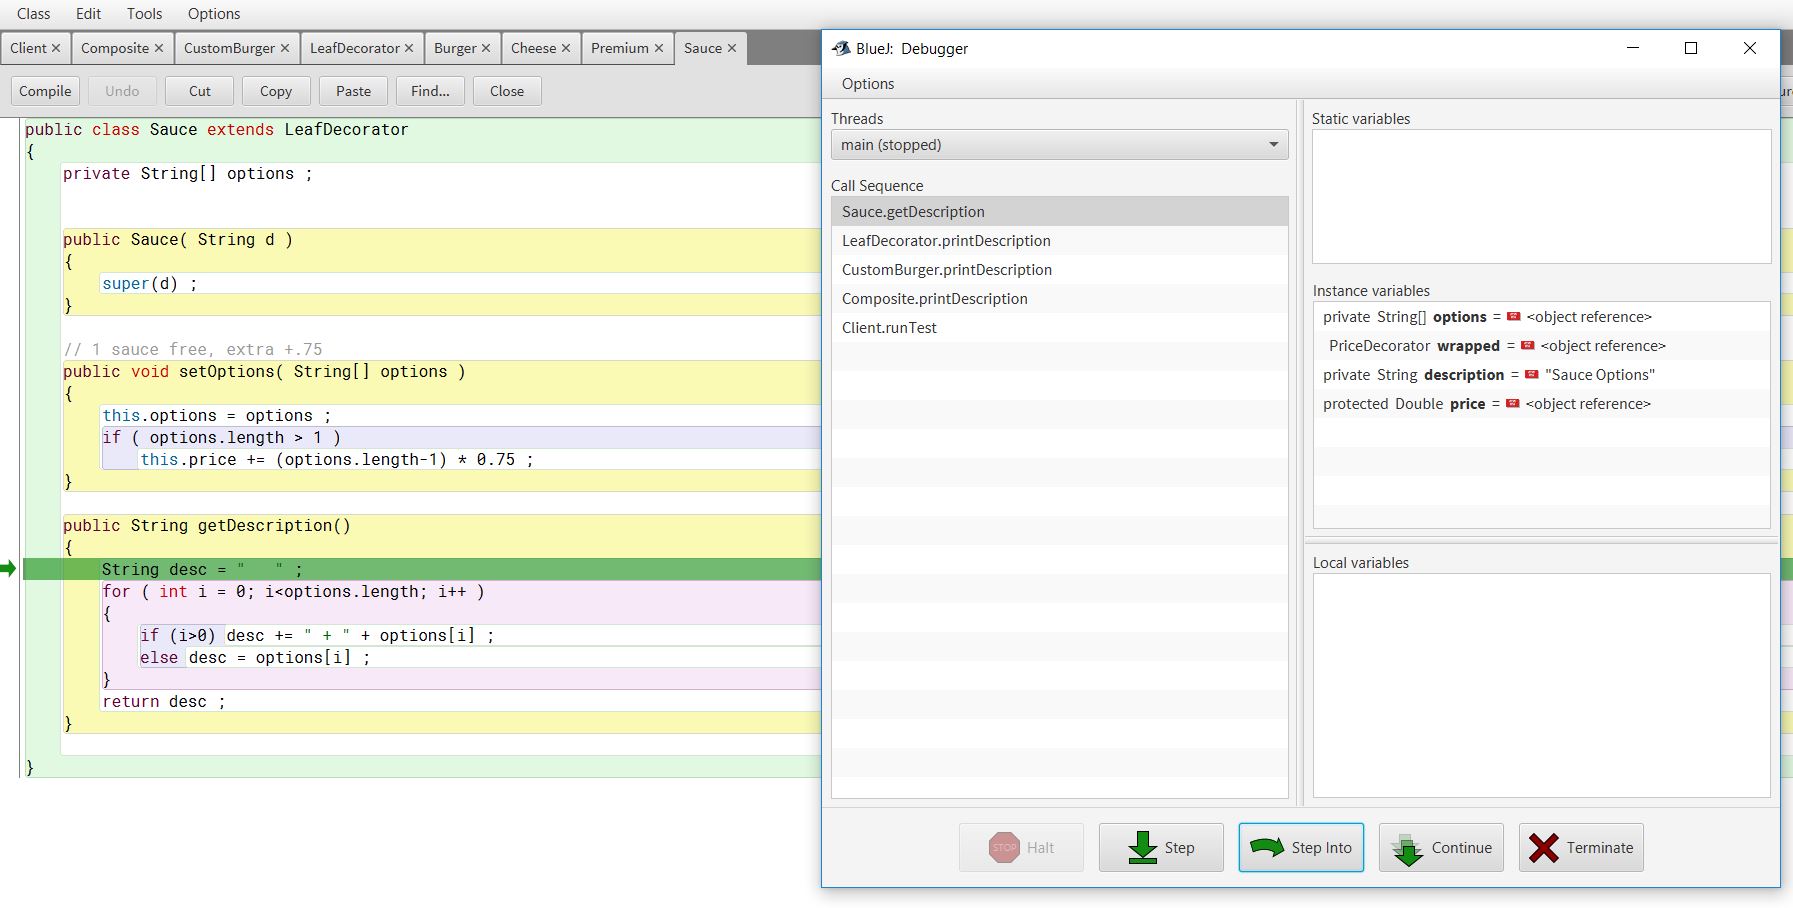 Class Edit Tools Options
Client × Composite × CustomBurger × LeafDecorator × Burger × Cheese × Premium × Sauce ×
Compile Undo Cut Copy Paste Find... Close
public class Sauce extends LeafDecorator
{
private String[] options ;
public Sauce( String d )
{
super(d) ;
}
// 1 sauce free, extra +.75
public void setOptions( String[] options )
{
this.options = options ;
if ( options.length > 1 )
this.price += (options.length-1) * 0.75 ;
}
public String getDescription()
{
String desc = "   " ;
for ( int i = 0; i<options.length; i++ )
{
if (i>0) desc += " + " + options[i] ;
else desc = options[i] ;
}
return desc ;
}
}
BlueJ: Debugger
Options
Threads
main (stopped)
Call Sequence
Sauce.getDescription
LeafDecorator.printDescription
CustomBurger.printDescription
Composite.printDescription
Client.runTest
Static variables
Instance variables
private String[] options = <object reference>
PriceDecorator wrapped = <object reference>
private String description = "Sauce Options"
protected Double price = <object reference>
Local variables
STOP Halt Step Step Into Continue Terminate